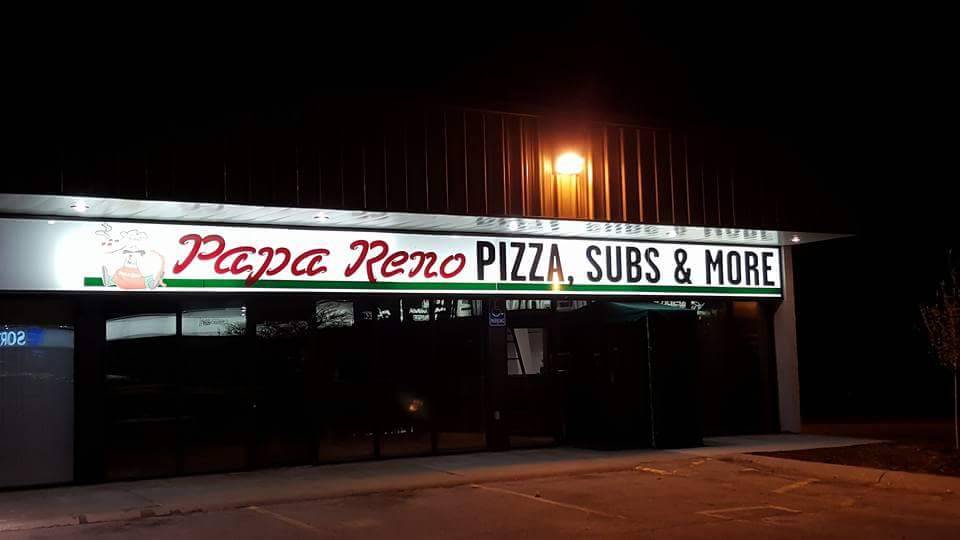 Papa Reno PIZZA, SUBS & MORE